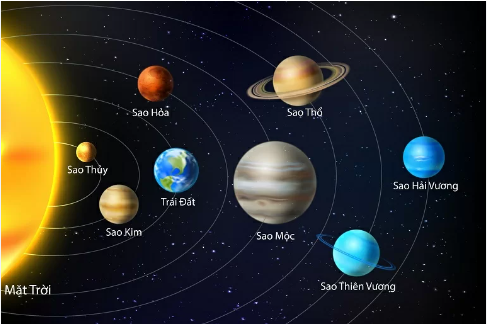 Sao Hỏa
Sao Thổ
Sao Thủy
Sao Hải Vương
Trái Đất
Sao Kim
Sao Mộc
Sao Thiên Vương
Mặt Trời